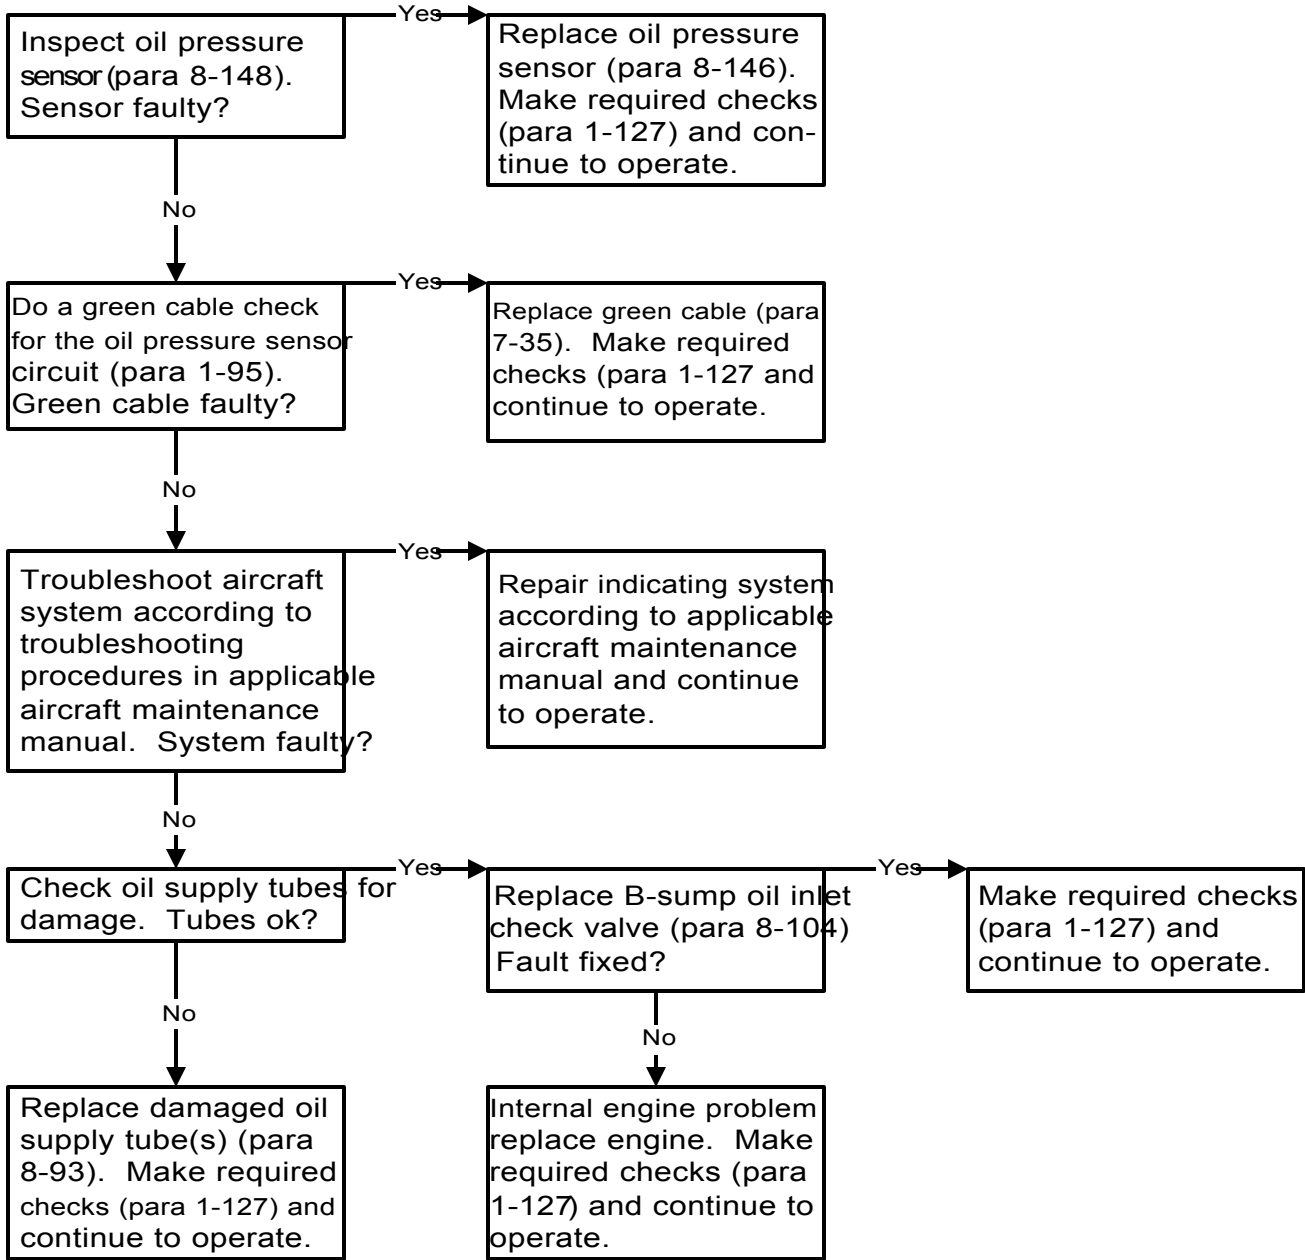 Yes
Inspect oil pressure
sensor (para 8-148).
Sensor faulty?
Replace oil pressure
sensor (para 8-146).
Make required checks
(para 1-127) and con-
tinue to operate.
No
Yes
Do a green cable check
for the oil pressure sensor
circuit (para 1-95).
Green cable faulty?
Replace green cable (para
7-35).  Make required
checks (para 1-127 and
continue to operate.
No
Yes
Troubleshoot aircraft
system according to
troubleshooting
procedures in applicable
aircraft maintenance
manual.  System faulty?
Repair indicating system
according to applicable
aircraft maintenance
manual and continue
to operate.
No
Yes
Yes
Check oil supply tubes for
damage.  Tubes ok?
Replace B-sump oil inlet
check valve (para 8-104)
Fault fixed?
Make required checks
(para 1-127) and
continue to operate.
No
No
Replace damaged oil
supply tube(s) (para
8-93).  Make required
checks (para 1-127) and
continue to operate.
Internal engine problem
replace engine.  Make
required checks (para
1-127) and continue to
operate.